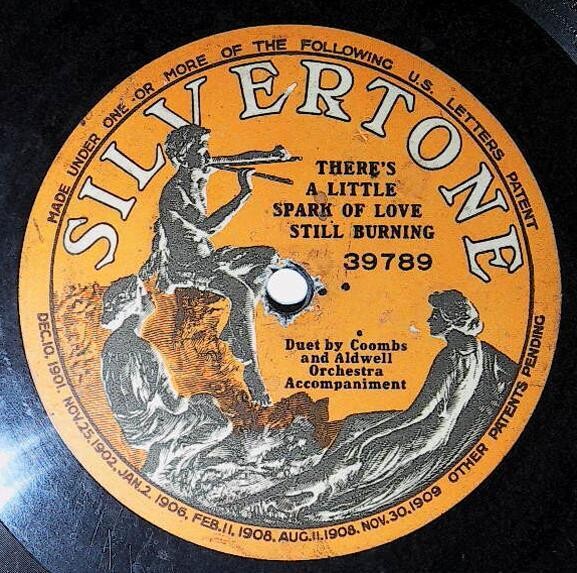 MADE UNDER ONE OR MORE OF THE FOLLOWING U.S. LETTERS PATENT
SILVERTONE
THERE'S
A LITTLE
SPARK OF LOVE
STILL BURNING
39789
Duet by Coombs
and Aldwell
Orchestra
Accompaniment
DEC.10, 1901. NOV.25,1902. JAN.2, 1906, FEB.11, 1908. AUG.11,1908. NOV.30,1909 OTHER PATENTS PENDING